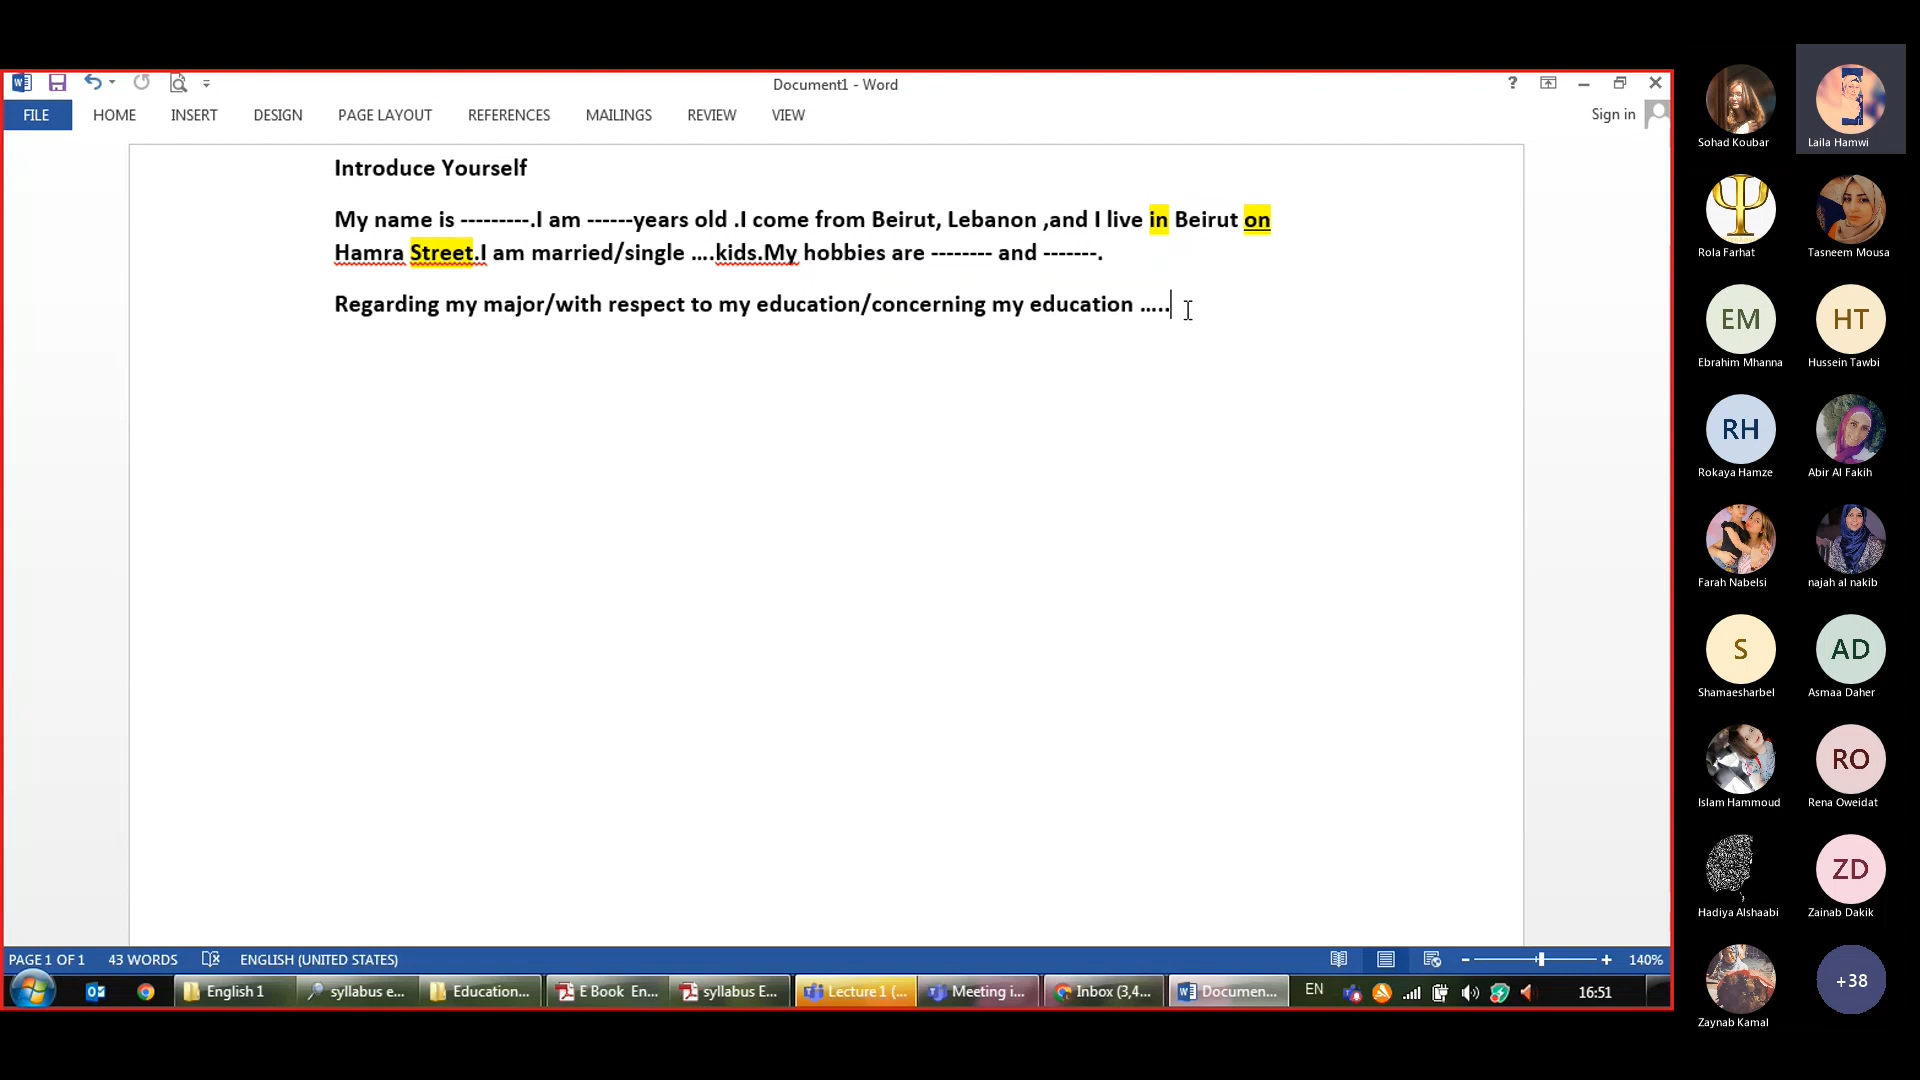 Document1 - Word
FILE HOME INSERT DESIGN PAGE LAYOUT REFERENCES MAILINGS REVIEW VIEW Sign in
Introduce Yourself
My name is ---------.I am ------years old .I come from Beirut, Lebanon ,and I live in Beirut on
Hamra Street.I am married/single ….kids.My hobbies are -------- and -------.
Regarding my major/with respect to my education/concerning my education …..
PAGE 1 OF 1 43 WORDS ENGLISH (UNITED STATES) 140%
English 1 syllabus e... Education... E Book En... syllabus E... Lecture 1 (... Meeting i... Inbox (3,4... Documen... EN 16:51
Sohad Koubar Laila Hamwi
Rola Farhat Tasneem Mousa
EM HT
Ebrahim Mhanna Hussein Tawbi
RH
Rokaya Hamze Abir Al Fakih
Farah Nabelsi najah al nakib
S AD
Shamaesharbel Asmaa Daher
RO
Islam Hammoud Rena Oweidat
ZD
Hadiya Alshaabi Zainab Dakik
+38
Zaynab Kamal